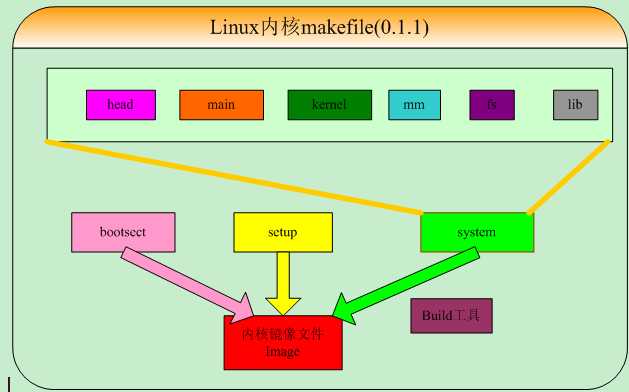 Linux内核makefile(0.1.1)
head main kernel mm fs lib
bootsect setup system
Build工具
内核镜像文件
Image